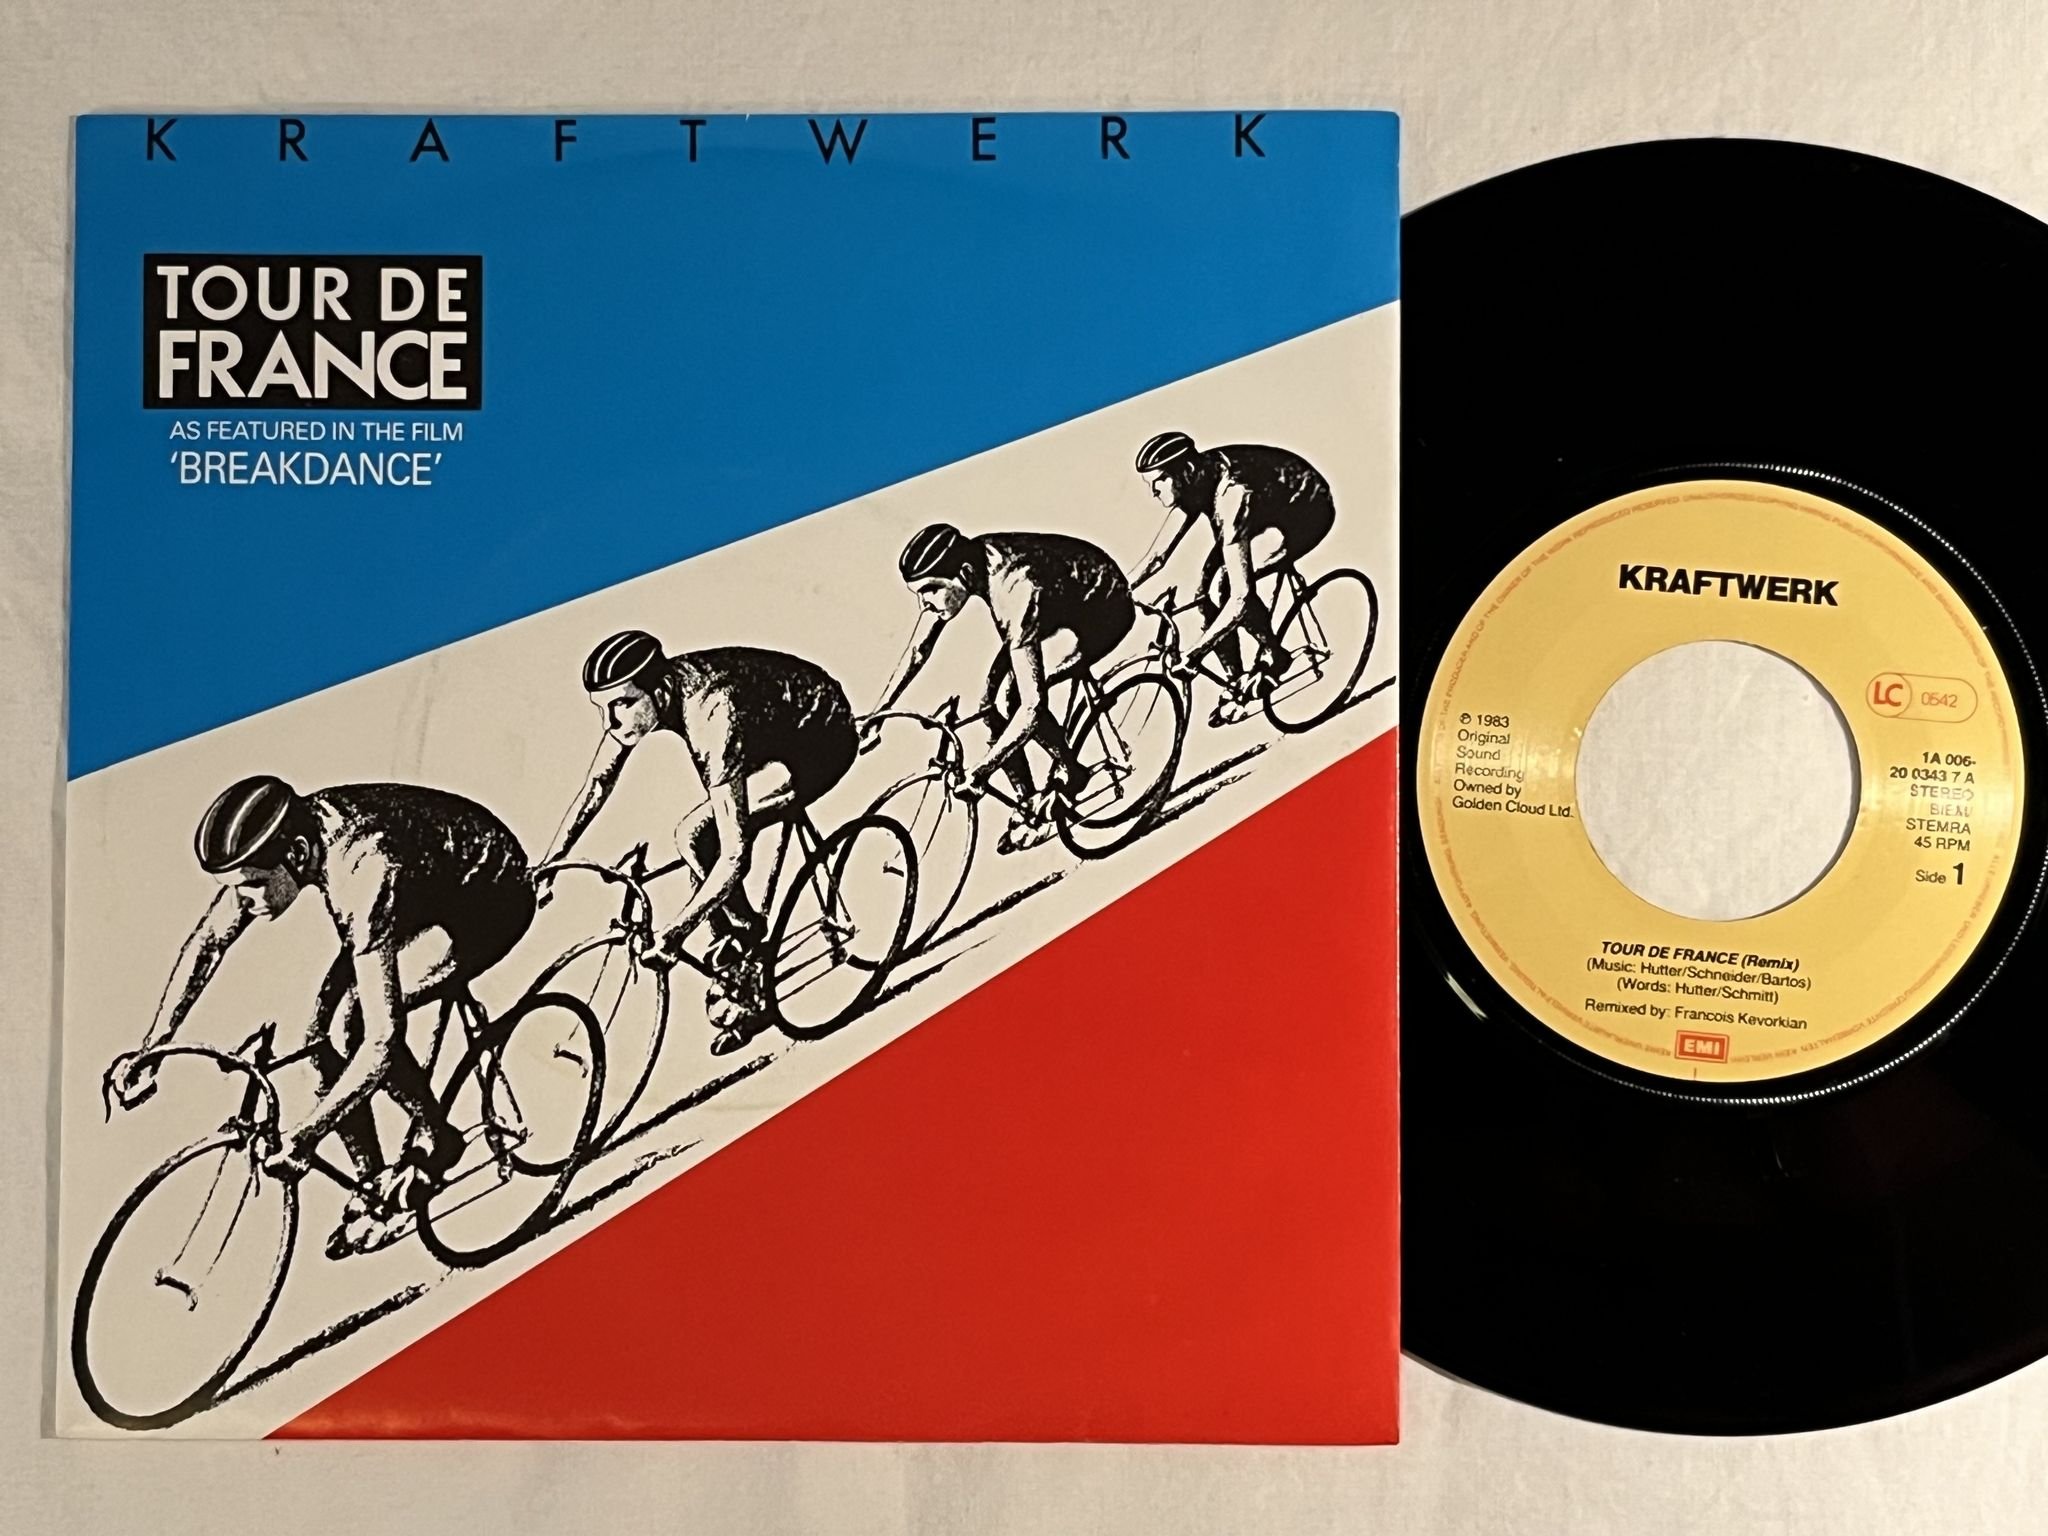 K R A F T W E R K
TOUR DE
FRANCE
AS FEATURED IN THE FILM
'BREAKDANCE'
KRAFTWERK
LC 0542
℗ 1983
Original
Sound
Recording
Owned by
Golden Cloud Ltd.
1A 006-
20 0343 7 A
STEREO
BIEM/
STEMRA
45 RPM
Side 1
TOUR DE FRANCE (Remix)
(Music: Hutter/Schneider/Bartos)
(Words: Hutter/Schmitt)
Remixed by: Francois Kevorkian
EMI